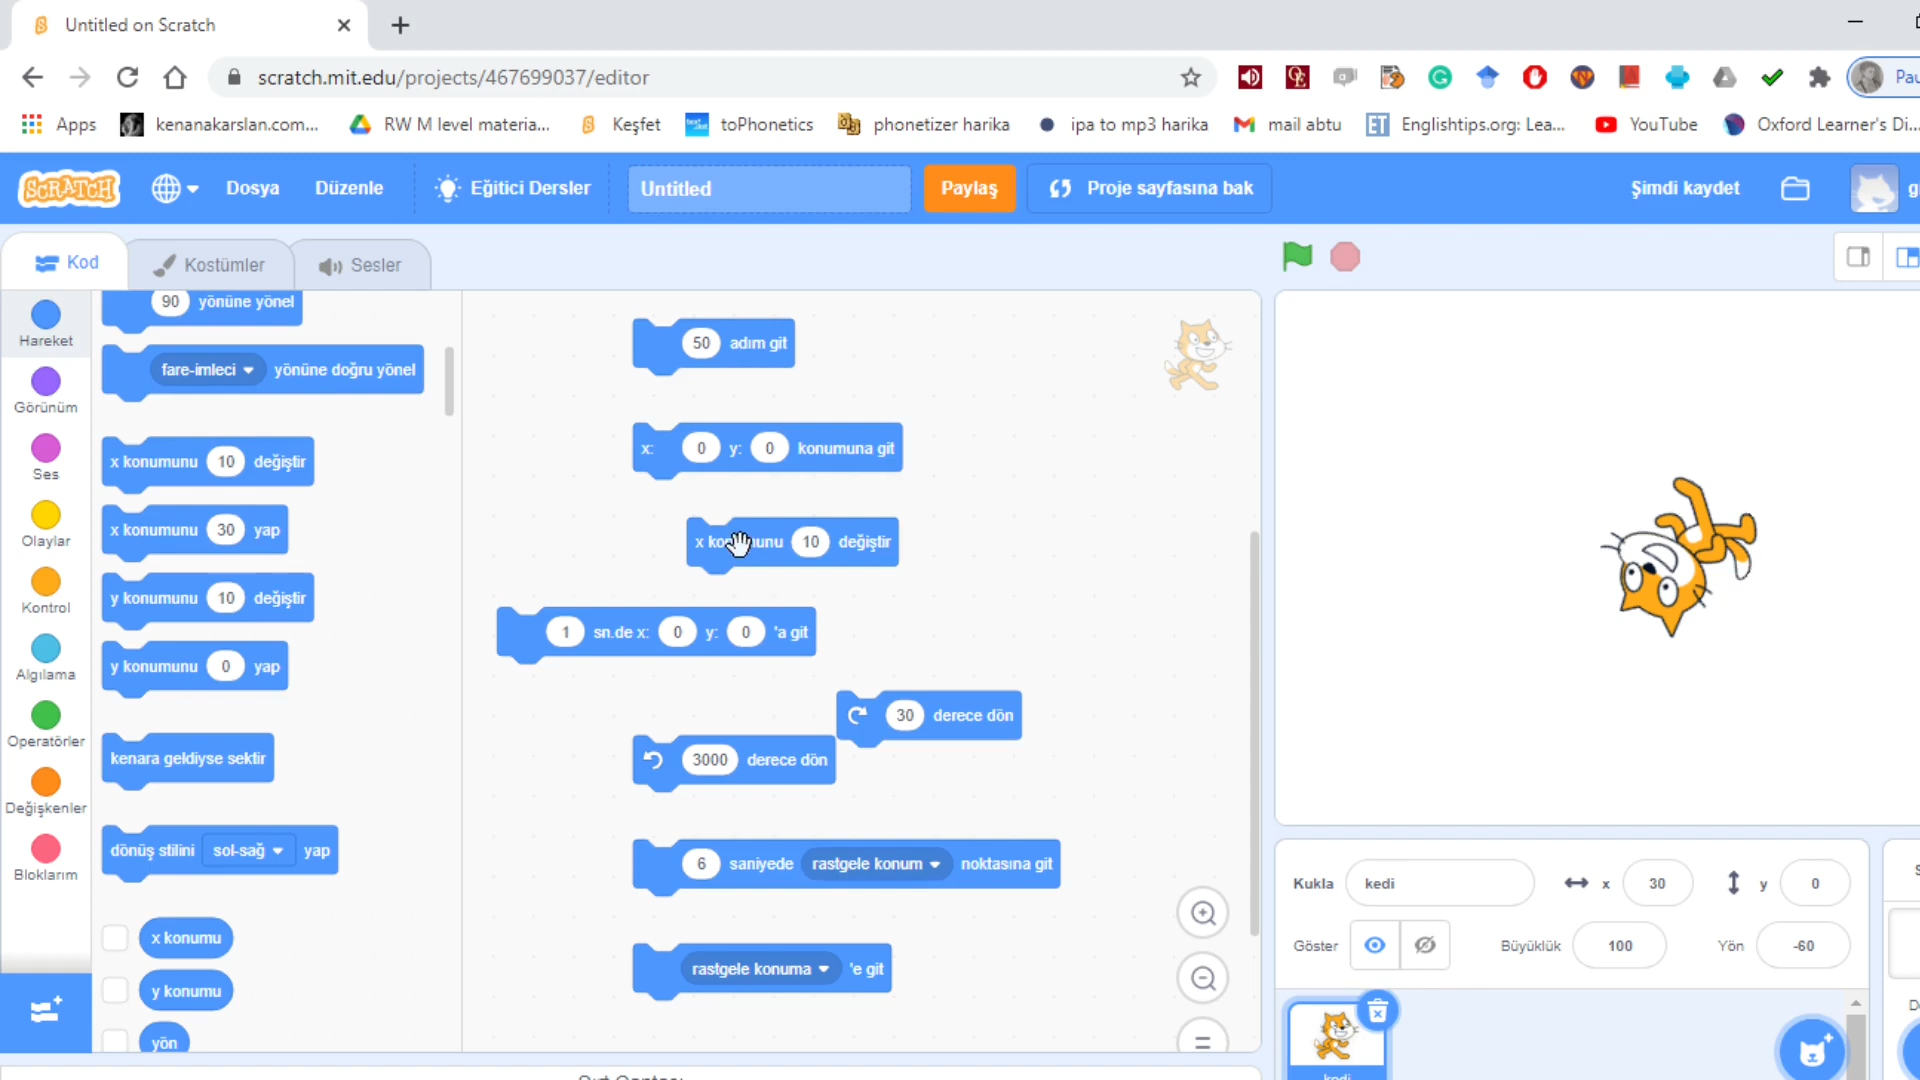 Untitled on Scratch
scratch.mit.edu/projects/467699037/editor
Apps
kenanakarslan.com...
RW M level materia...
Keşfet
toPhonetics
phonetizer harika
ipa to mp3 harika
mail abtu
Englishtips.org: Lea...
YouTube
Oxford Learner's Di...
SCRATCH
Dosya
Düzenle
Eğitici Dersler
Untitled
Paylaş
Proje sayfasına bak
Şimdi kaydet
Kod
Kostümler
Sesler
Hareket
Görünüm
Ses
Olaylar
Kontrol
Algılama
Operatörler
Değişkenler
Bloklarım
90 yönüne yönel
fare-imleci yönüne doğru yönel
x konumunu 10 değiştir
x konumunu 30 yap
y konumunu 10 değiştir
y konumunu 0 yap
kenara geldiyse sektir
dönüş stilini sol-sağ yap
x konumu
y konumu
yön
50 adım git
x: 0 y: 0 konumuna git
x konumunu 10 değiştir
1 sn.de x: 0 y: 0 'a git
30 derece dön
3000 derece dön
6 saniyede rastgele konum noktasına git
rastgele konuma 'e git
Kukla kedi x 30 y 0
Göster Büyüklük 100 Yön -60
kedi